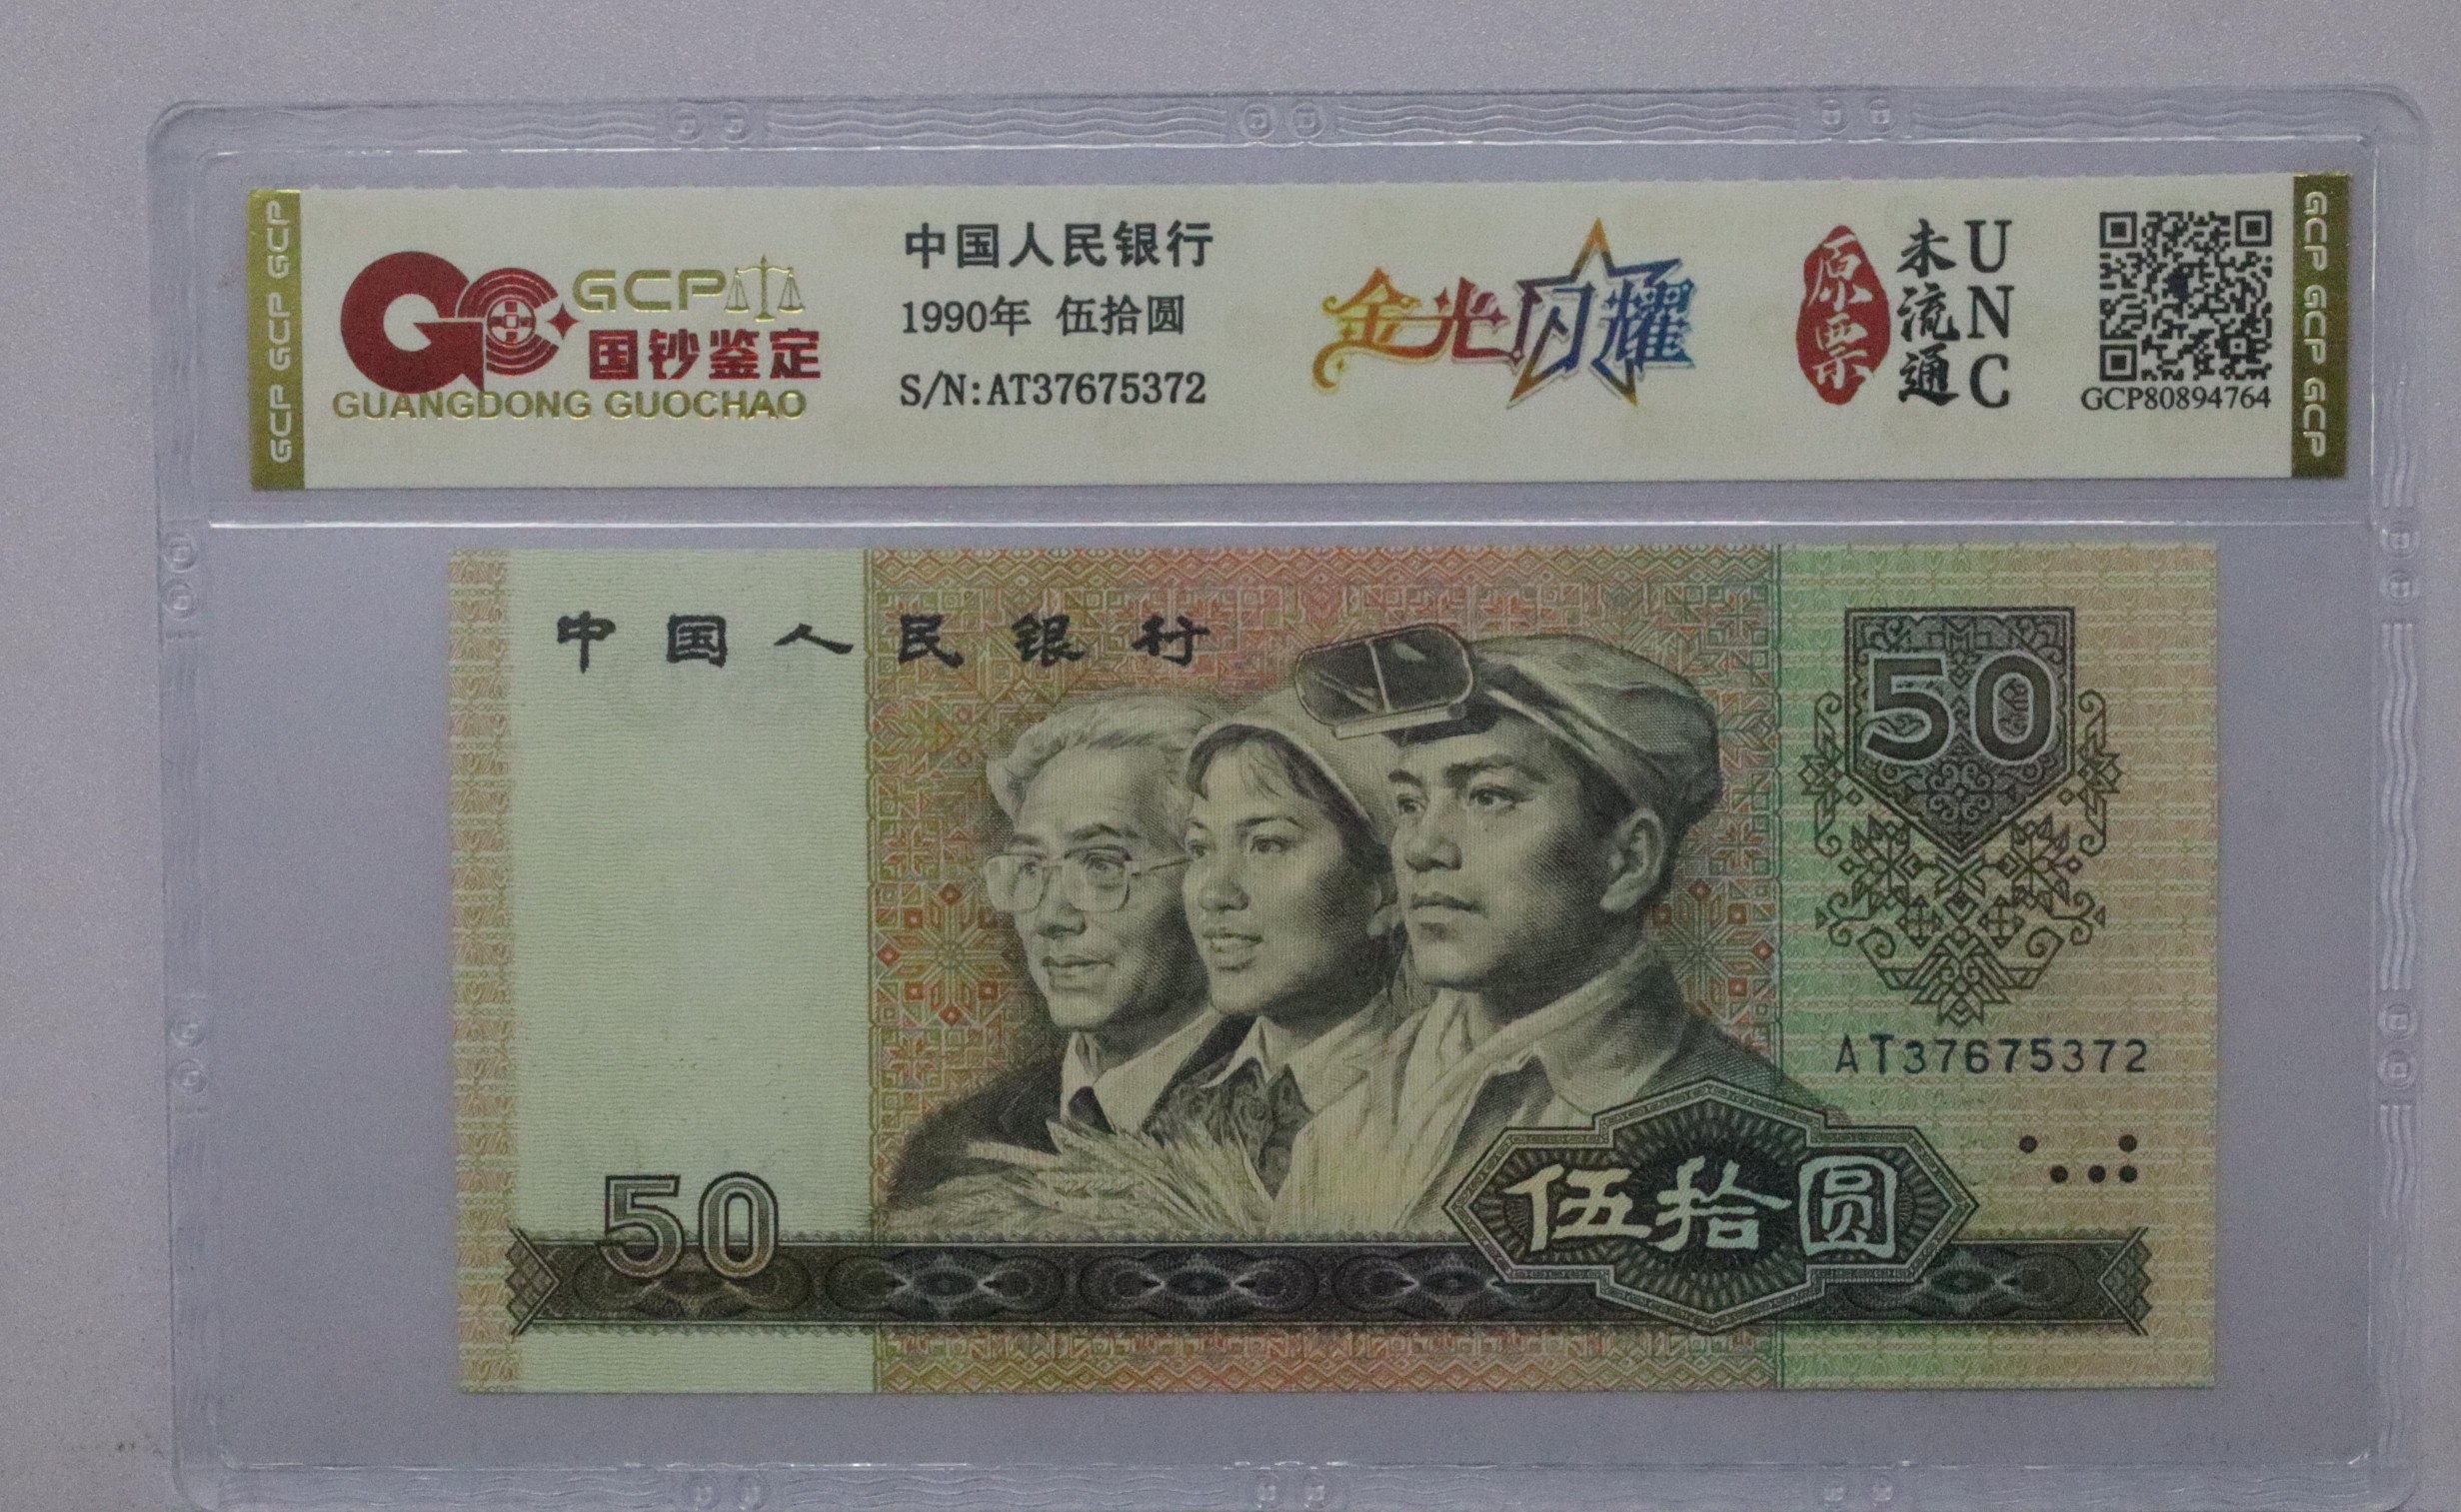 GCP GCP GCP
GCP
国钞鉴定
GUANGDONG GUOCHAO
中国人民银行
1990年 伍拾圆
S/N:AT37675372
金光闪耀
原票
未流通
UNC
GCP80894764
GCP GCP GCP
中国人民银行
50
AT37675372
50
伍拾圆